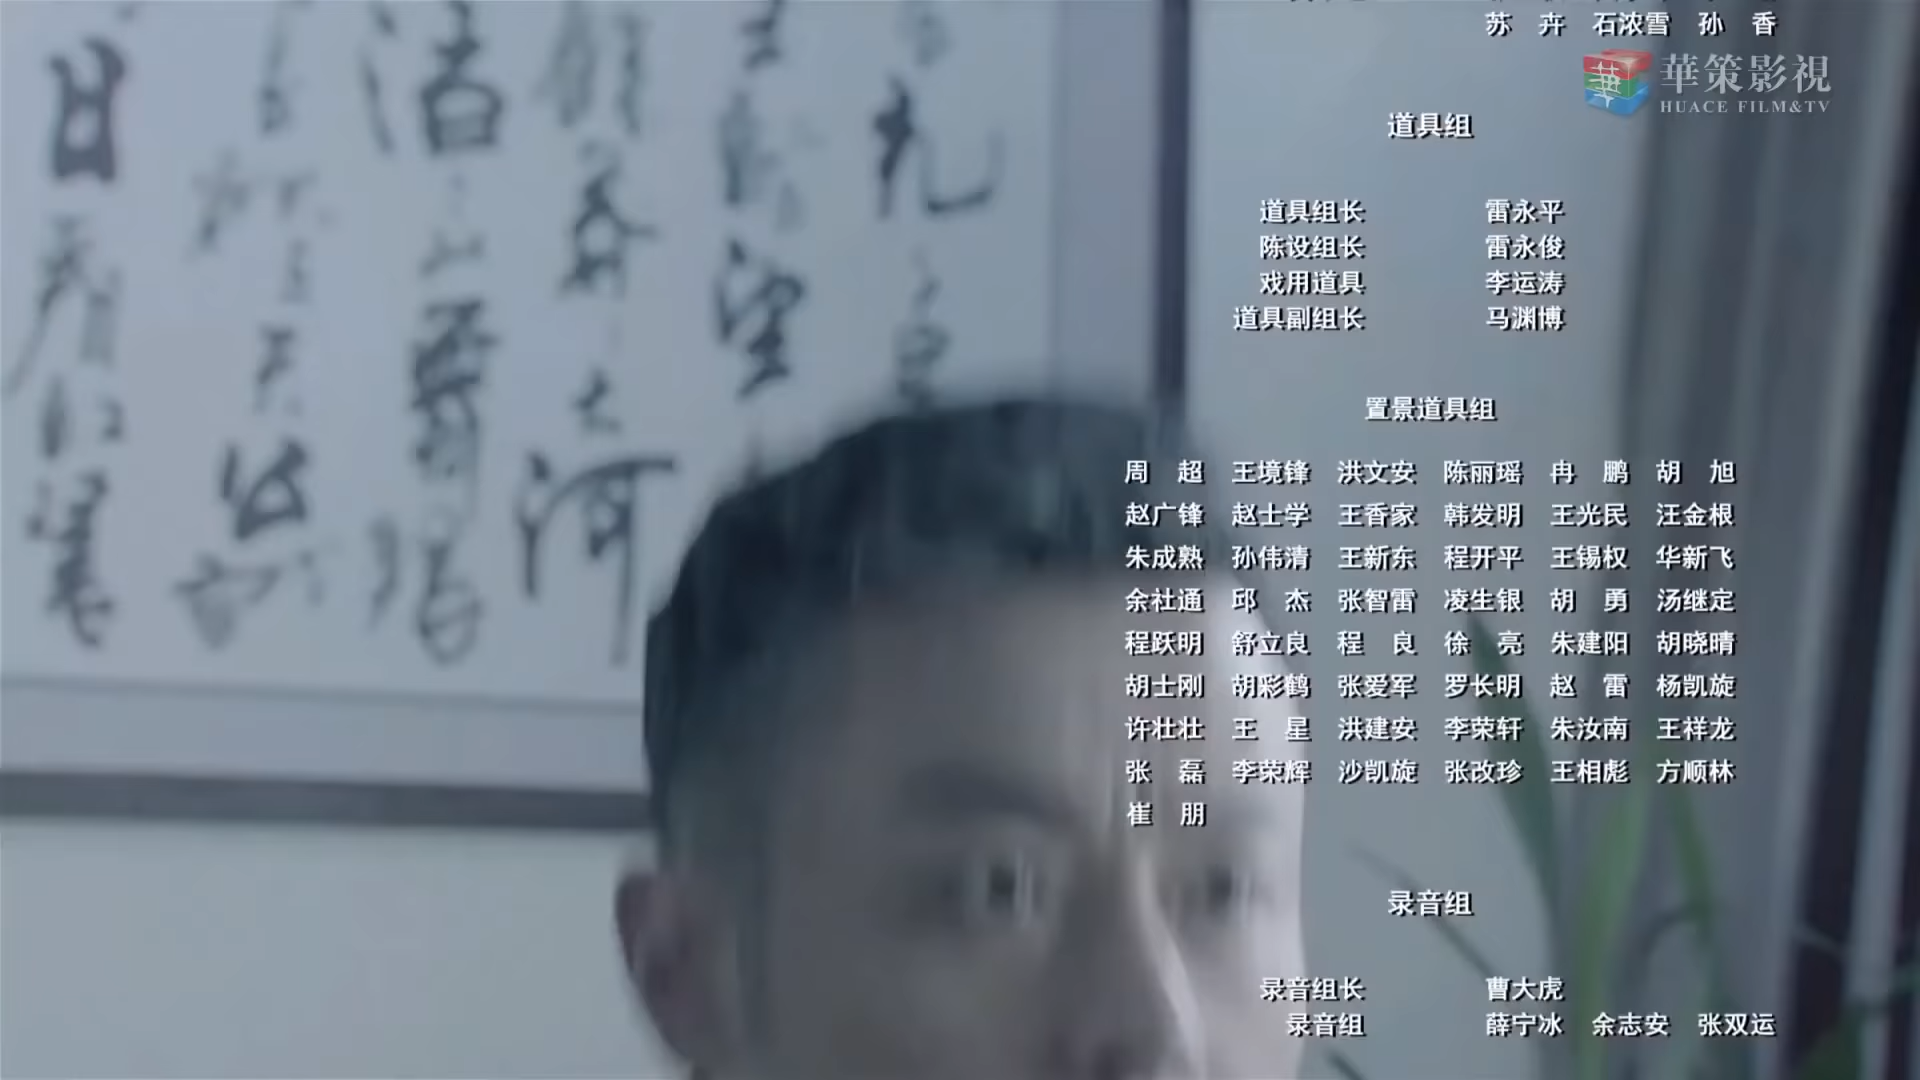 苏 卉 石浓雪 孙 香
華策影視
HUACE FILM&TV
道具组
道具组长 雷永平
陈设组长 雷永俊
戏用道具 李运涛
道具副组长 马渊博
置景道具组
周 超 王境锋 洪文安 陈丽瑶 冉 鹏 胡 旭
赵广锋 赵士学 王香家 韩发明 王光民 汪金根
朱成熟 孙伟清 王新东 程开平 王锡权 华新飞
余社通 邱 杰 张智雷 凌生银 胡 勇 汤继定
程跃明 舒立良 程 良 徐 亮 朱建阳 胡晓晴
胡士刚 胡彩鹤 张爱军 罗长明 赵 雷 杨凯旋
许壮壮 王 星 洪建安 李荣轩 朱汝南 王祥龙
张 磊 李荣辉 沙凯旋 张改珍 王相彪 方顺林
崔 朋
录音组
录音组长 曹大虎
录音组 薛宁冰 余志安 张双运